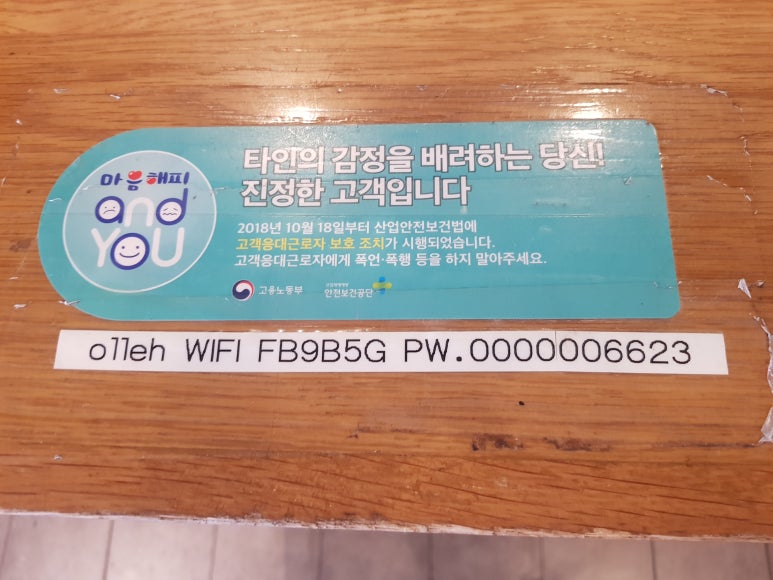 마음해피
and
YOU
타인의 감정을 배려하는 당신!
진정한 고객입니다
2018년 10월 18일부터 산업안전보건법에
고객응대근로자 보호 조치가 시행되었습니다.
고객응대근로자에게 폭언·폭행 등을 하지 말아주세요.
고용노동부
안전보건공단
olleh WIFI FB9B5G PW.0000006623